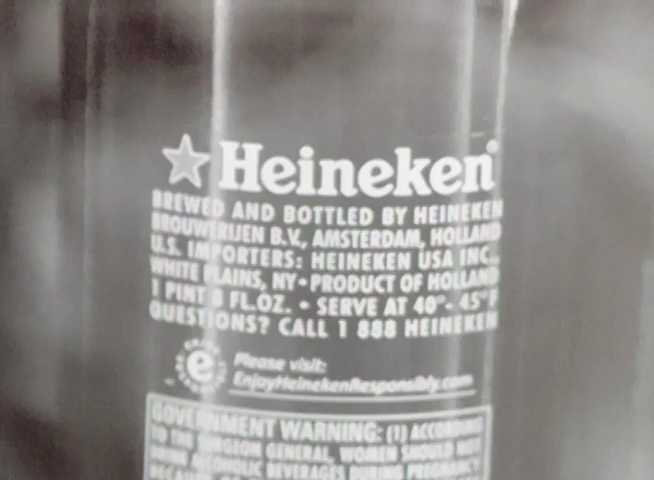 Heineken®
BREWED AND BOTTLED BY HEINEKEN
BROUWERIJEN B.V., AMSTERDAM, HOLLAND
U.S. IMPORTERS: HEINEKEN USA INC.,
WHITE PLAINS, NY•PRODUCT OF HOLLAND
1 PINT 8 FL.OZ. • SERVE AT 40°- 45°F
QUESTIONS? CALL 1 888 HEINEKEN
e
Please visit:
EnjoyHeinekenResponsibly.com
GOVERNMENT WARNING: (1) ACCORDING
TO THE SURGEON GENERAL, WOMEN SHOULD NOT
DRINK ALCOHOLIC BEVERAGES DURING PREGNANCY
BECAUSE OF